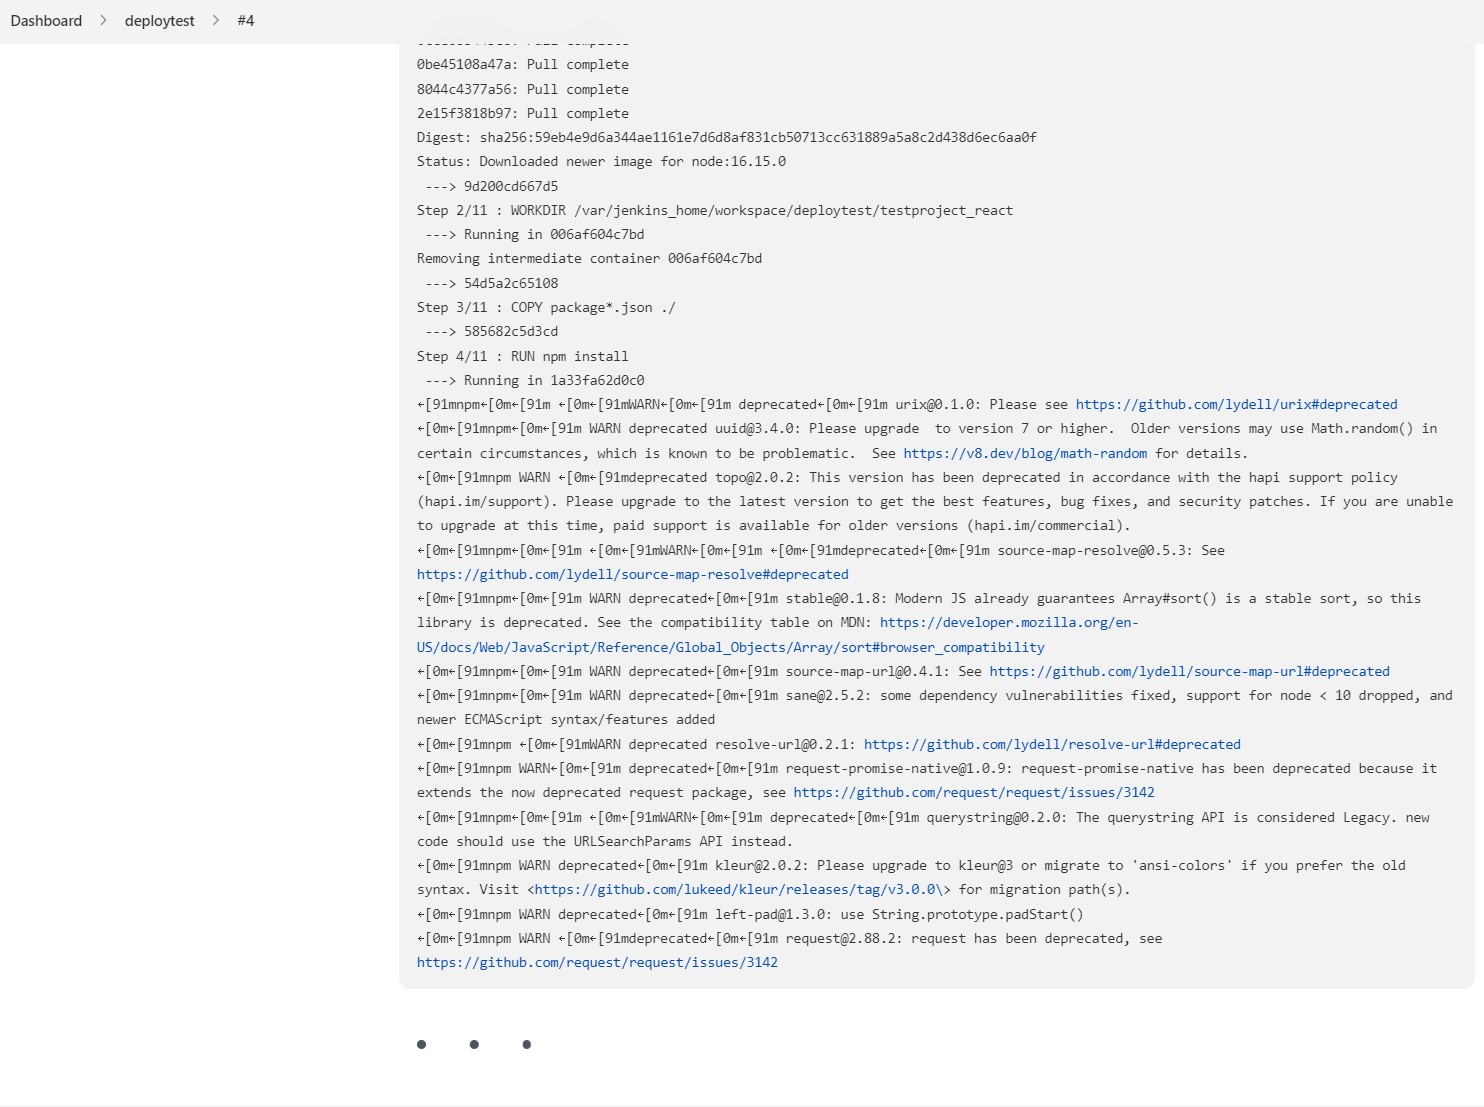 Dashboard > deploytest > #4
0be45108a47a: Pull complete
8044c4377a56: Pull complete
2e15f3818b97: Pull complete
Digest: sha256:59eb4e9d6a344ae1161e7d6d8af831cb50713cc631889a5a8c2d438d6ec6aa0f
Status: Downloaded newer image for node:16.15.0
 ---> 9d200cd667d5
Step 2/11 : WORKDIR /var/jenkins_home/workspace/deploytest/testproject_react
 ---> Running in 006af604c7bd
Removing intermediate container 006af604c7bd
 ---> 54d5a2c65108
Step 3/11 : COPY package*.json ./
 ---> 585682c5d3cd
Step 4/11 : RUN npm install
 ---> Running in 1a33fa62d0c0
←[91mnpm←[0m←[91m ←[0m←[91mWARN←[0m←[91m deprecated←[0m←[91m urix@0.1.0: Please see https://github.com/lydell/urix#deprecated
←[0m←[91mnpm←[0m←[91m WARN deprecated uuid@3.4.0: Please upgrade  to version 7 or higher.  Older versions may use Math.random() in
certain circumstances, which is known to be problematic.  See https://v8.dev/blog/math-random for details.
←[0m←[91mnpm WARN ←[0m←[91mdeprecated topo@2.0.2: This version has been deprecated in accordance with the hapi support policy
(hapi.im/support). Please upgrade to the latest version to get the best features, bug fixes, and security patches. If you are unable
to upgrade at this time, paid support is available for older versions (hapi.im/commercial).
←[0m←[91mnpm←[0m←[91m ←[0m←[91mWARN←[0m←[91m ←[0m←[91mdeprecated←[0m←[91m source-map-resolve@0.5.3: See
https://github.com/lydell/source-map-resolve#deprecated
←[0m←[91mnpm←[0m←[91m WARN deprecated←[0m←[91m stable@0.1.8: Modern JS already guarantees Array#sort() is a stable sort, so this
library is deprecated. See the compatibility table on MDN: https://developer.mozilla.org/en-
US/docs/Web/JavaScript/Reference/Global_Objects/Array/sort#browser_compatibility
←[0m←[91mnpm←[0m←[91m WARN deprecated←[0m←[91m source-map-url@0.4.1: See https://github.com/lydell/source-map-url#deprecated
←[0m←[91mnpm←[0m←[91m WARN deprecated←[0m←[91m sane@2.5.2: some dependency vulnerabilities fixed, support for node < 10 dropped, and
newer ECMAScript syntax/features added
←[0m←[91mnpm ←[0m←[91mWARN deprecated resolve-url@0.2.1: https://github.com/lydell/resolve-url#deprecated
←[0m←[91mnpm WARN←[0m←[91m deprecated←[0m←[91m request-promise-native@1.0.9: request-promise-native has been deprecated because it
extends the now deprecated request package, see https://github.com/request/request/issues/3142
←[0m←[91mnpm←[0m←[91m ←[0m←[91mWARN←[0m←[91m deprecated←[0m←[91m querystring@0.2.0: The querystring API is considered Legacy. new
code should use the URLSearchParams API instead.
←[0m←[91mnpm WARN deprecated←[0m←[91m kleur@2.0.2: Please upgrade to kleur@3 or migrate to 'ansi-colors' if you prefer the old
syntax. Visit <https://github.com/lukeed/kleur/releases/tag/v3.0.0\> for migration path(s).
←[0m←[91mnpm WARN deprecated←[0m←[91m left-pad@1.3.0: use String.prototype.padStart()
←[0m←[91mnpm WARN ←[0m←[91mdeprecated←[0m←[91m request@2.88.2: request has been deprecated, see
https://github.com/request/request/issues/3142